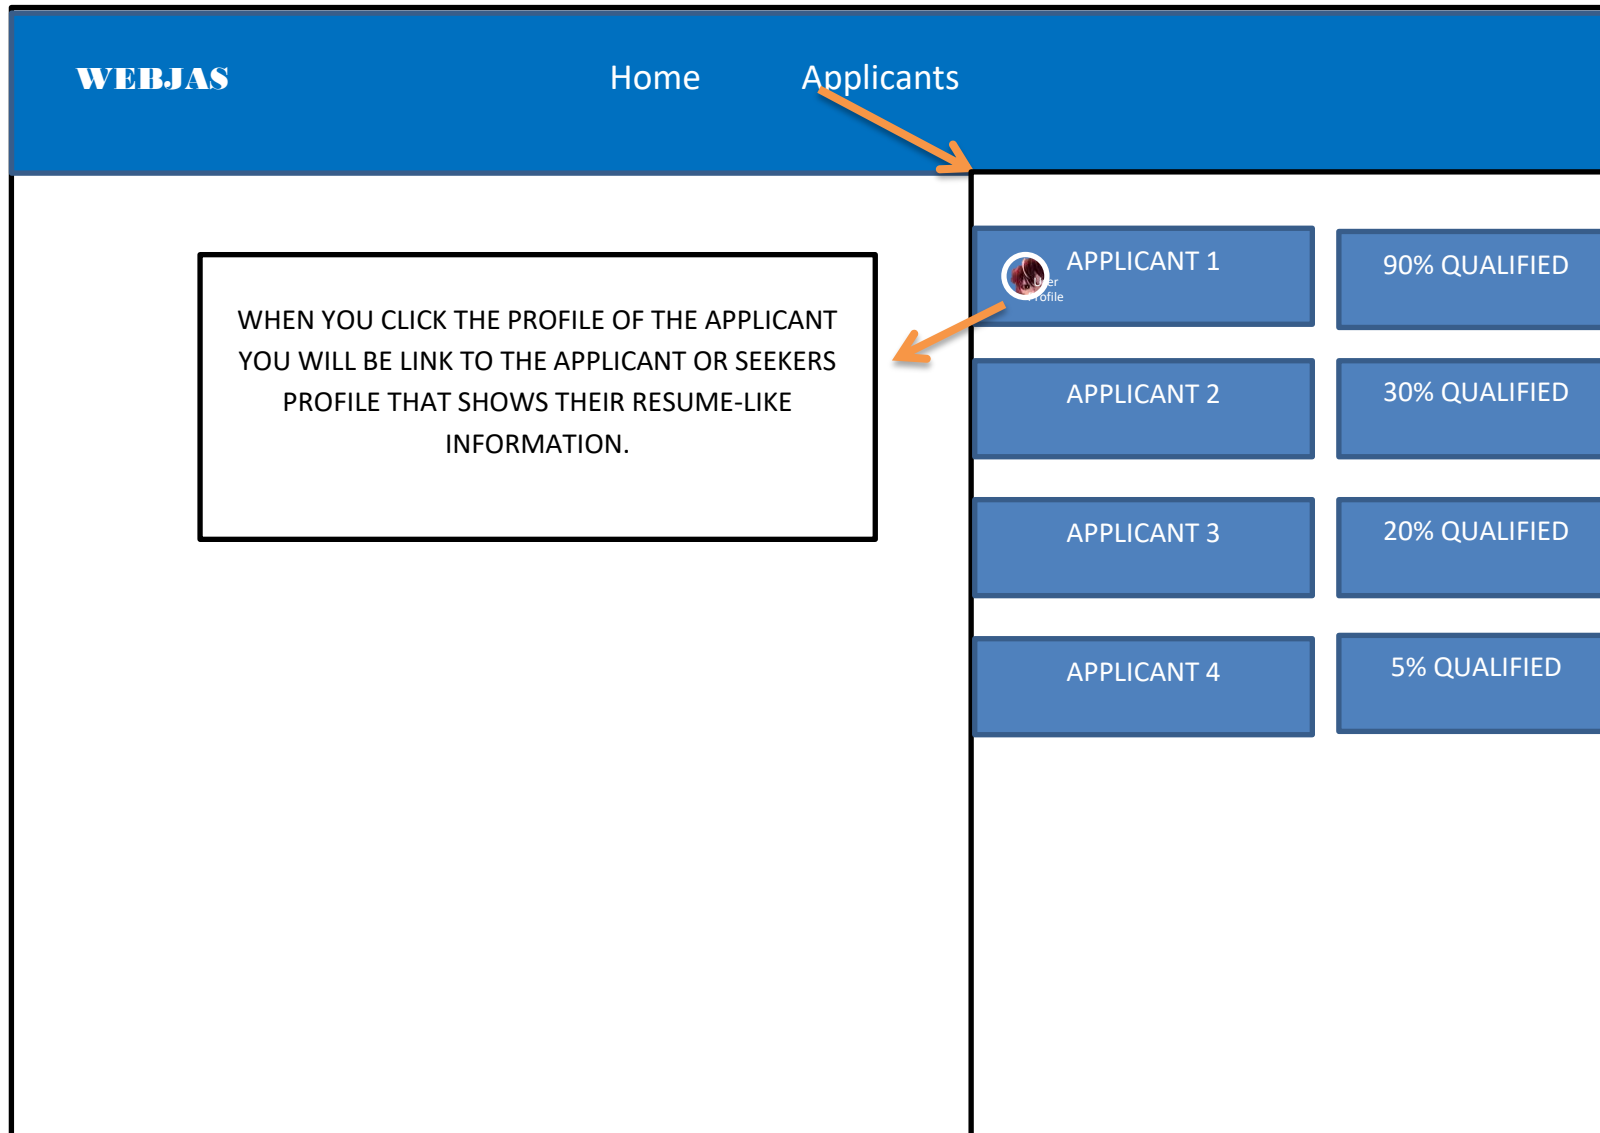 WEBJAS
Home
Applicants
WHEN YOU CLICK THE PROFILE OF THE APPLICANT
YOU WILL BE LINK TO THE APPLICANT OR SEEKERS
PROFILE THAT SHOWS THEIR RESUME-LIKE
INFORMATION.
APPLICANT 1
90% QUALIFIED
User
Profile
APPLICANT 2
30% QUALIFIED
APPLICANT 3
20% QUALIFIED
APPLICANT 4
5% QUALIFIED